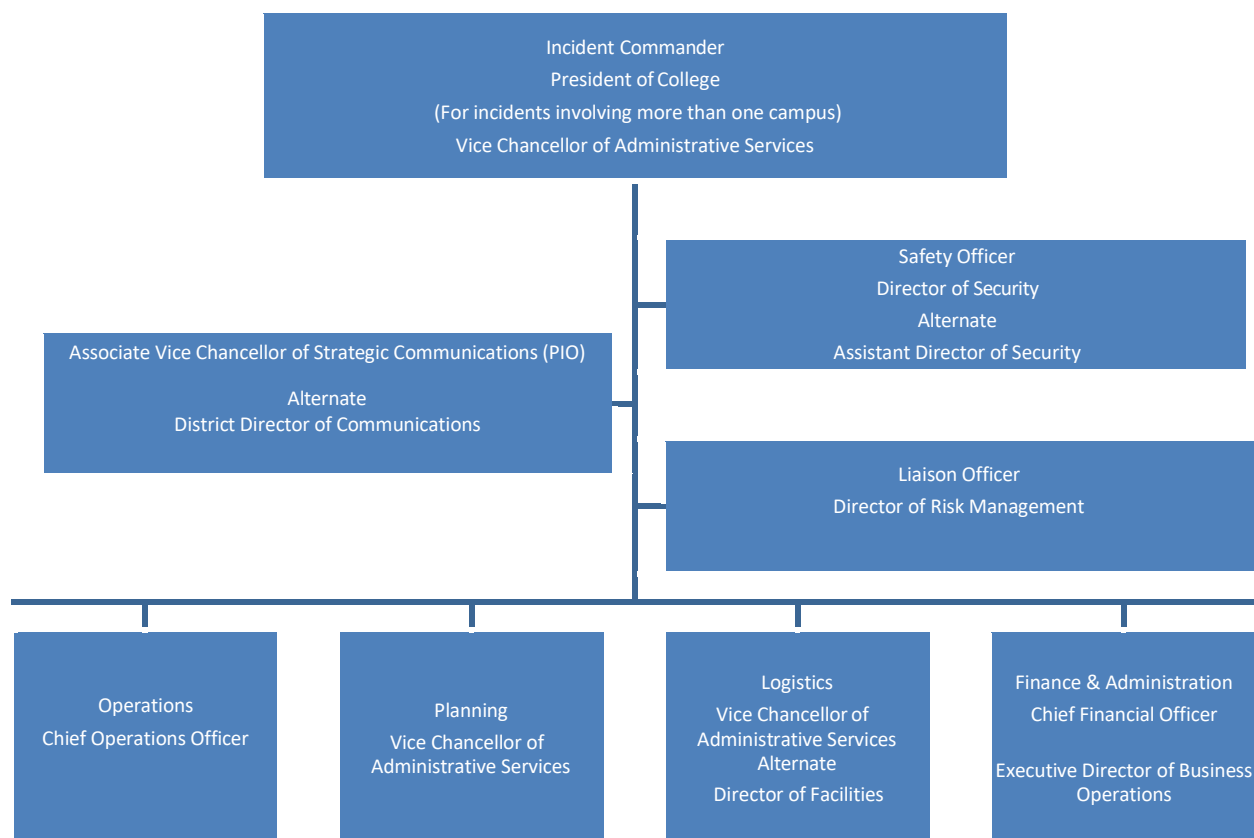 Incident Commander
President of College
(For incidents involving more than one campus)
Vice Chancellor of Administrative Services
Safety Officer
Director of Security
Alternate
Assistant Director of Security
Associate Vice Chancellor of Strategic Communications (PIO)
Alternate
District Director of Communications
Liaison Officer
Director of Risk Management
Operations
Chief Operations Officer
Planning
Vice Chancellor of
Administrative Services
Logistics
Vice Chancellor of
Administrative Services
Alternate
Director of Facilities
Finance & Administration
Chief Financial Officer
Executive Director of Business
Operations